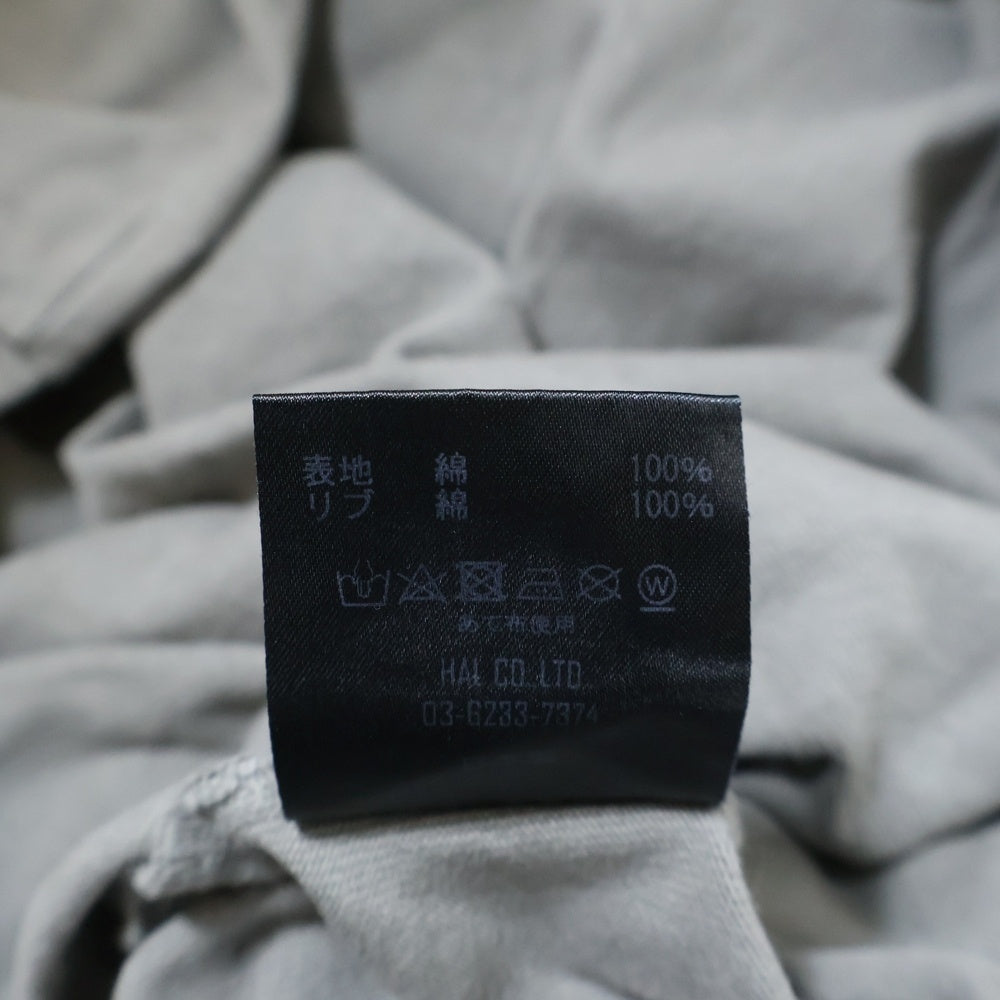 表地 綿 100%
リブ 綿 100%
W
あて布使用
HAL CO.,LTD.
03-6233-7374